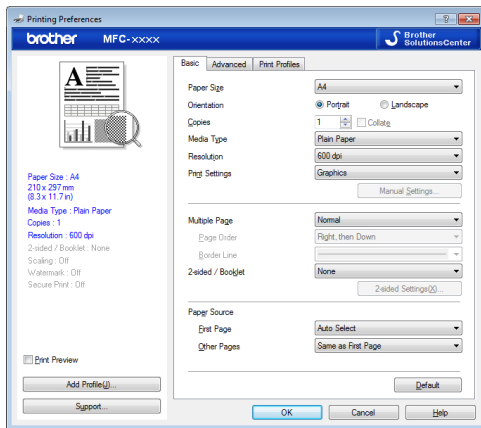 Printing Preferences
brother MFC-xxxx
Brother
SolutionsCenter
Basic Advanced Print Profiles
A
Paper Size : A4
210 x 297 mm
(8.3 x 11.7 in)
Media Type : Plain Paper
Copies : 1
Resolution : 600 dpi
2-sided / Booklet : None
Scaling : Off
Watermark : Off
Secure Print : Off
Print Preview
Add Profile(J)...
Support...
Paper Size A4
Orientation Portrait Landscape
Copies 1 Collate
Media Type Plain Paper
Resolution 600 dpi
Print Settings Graphics
Manual Settings...
Multiple Page Normal
Page Order Right, then Down
Border Line
2-sided / Booklet None
2-sided Settings(X)...
Paper Source
First Page Auto Select
Other Pages Same as First Page
Default
OK Cancel Help